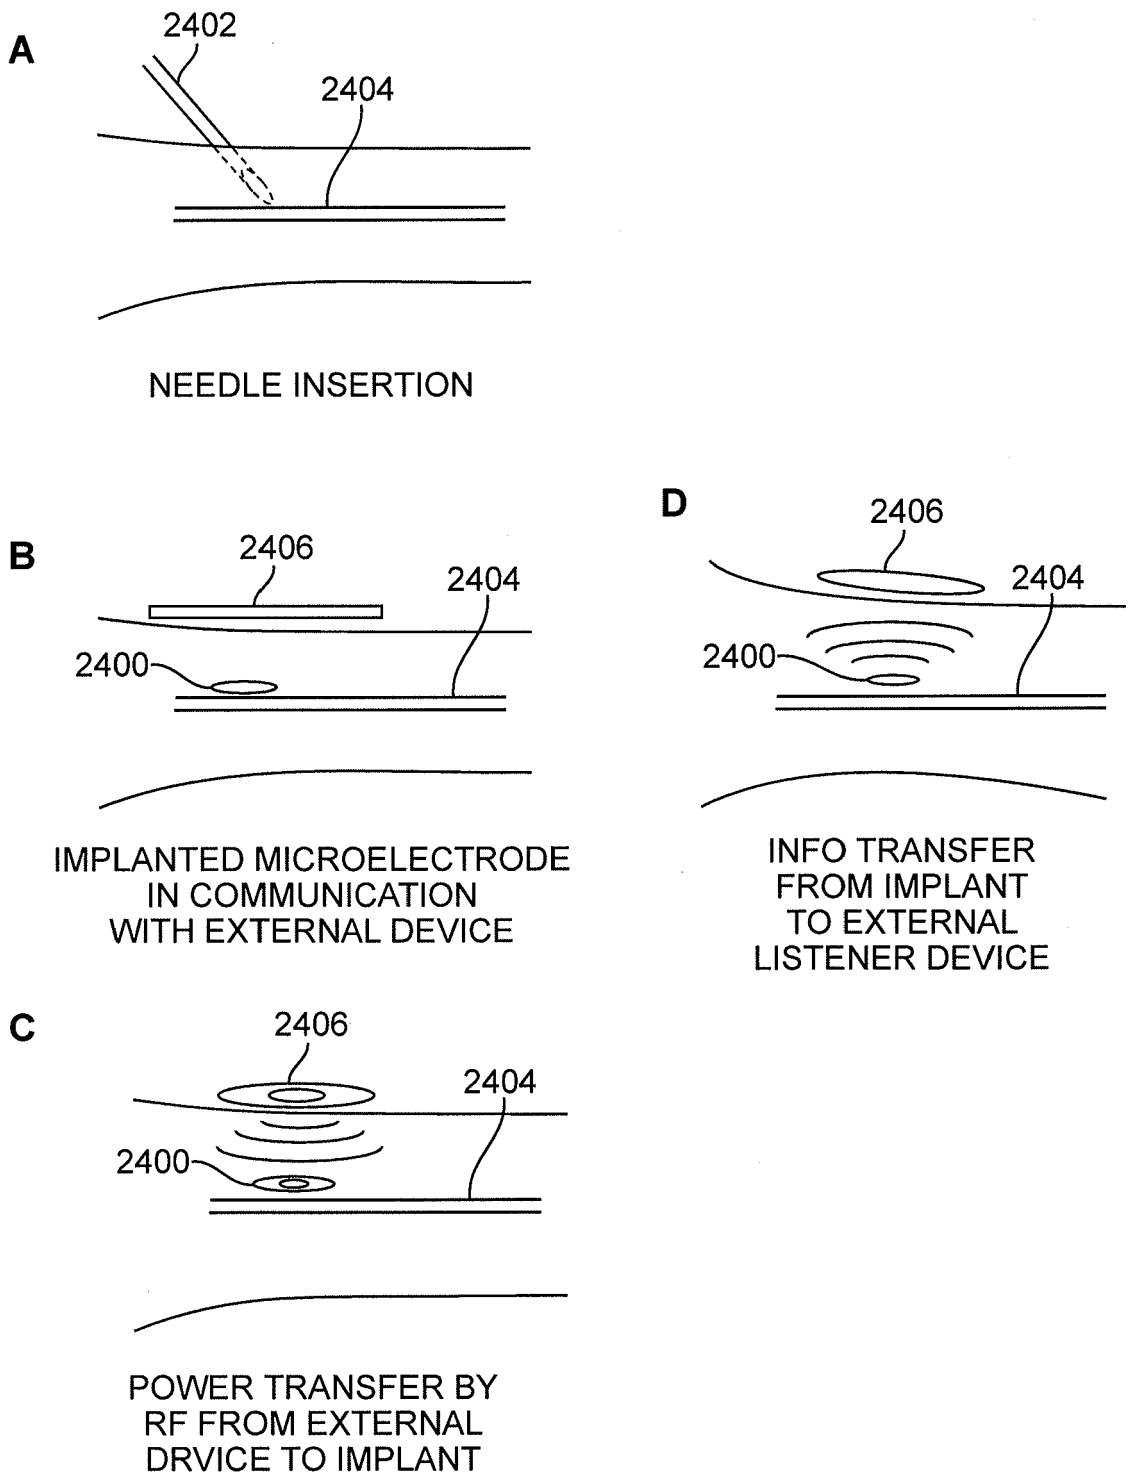 A
2402
2404
NEEDLE INSERTION
B
2406
2404
2400
IMPLANTED MICROELECTRODE
IN COMMUNICATION
WITH EXTERNAL DEVICE
C
2406
2404
2400
POWER TRANSFER BY
RF FROM EXTERNAL
DRVICE TO IMPLANT
D
2406
2404
2400
INFO TRANSFER
FROM IMPLANT
TO EXTERNAL
LISTENER DEVICE